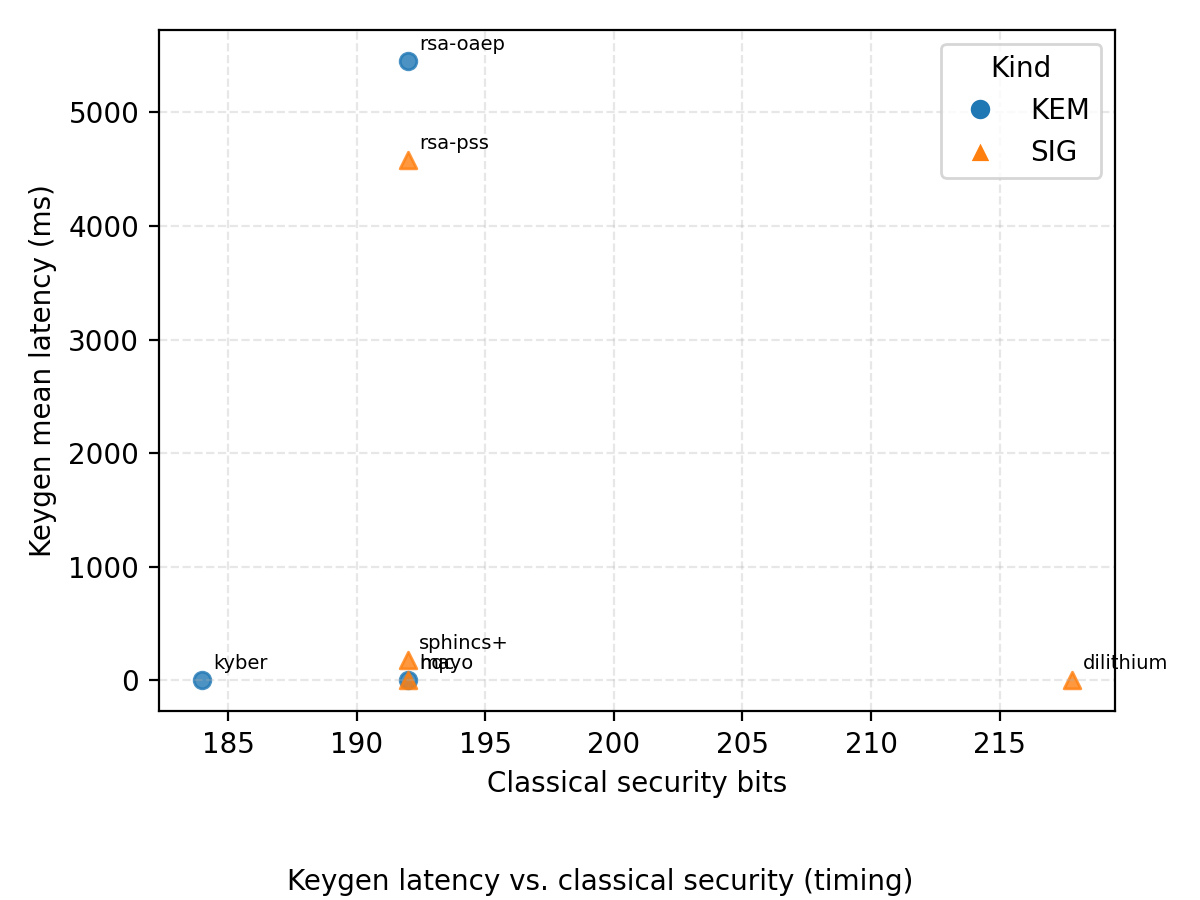 rsa-oaep
Kind
KEM
SIG
rsa-pss
5000
4000
3000
2000
1000
0
Keygen mean latency (ms)
sphincs+
kyber
mayo
dilithium
185
190
195
200
205
210
215
Classical security bits
Keygen latency vs. classical security (timing)